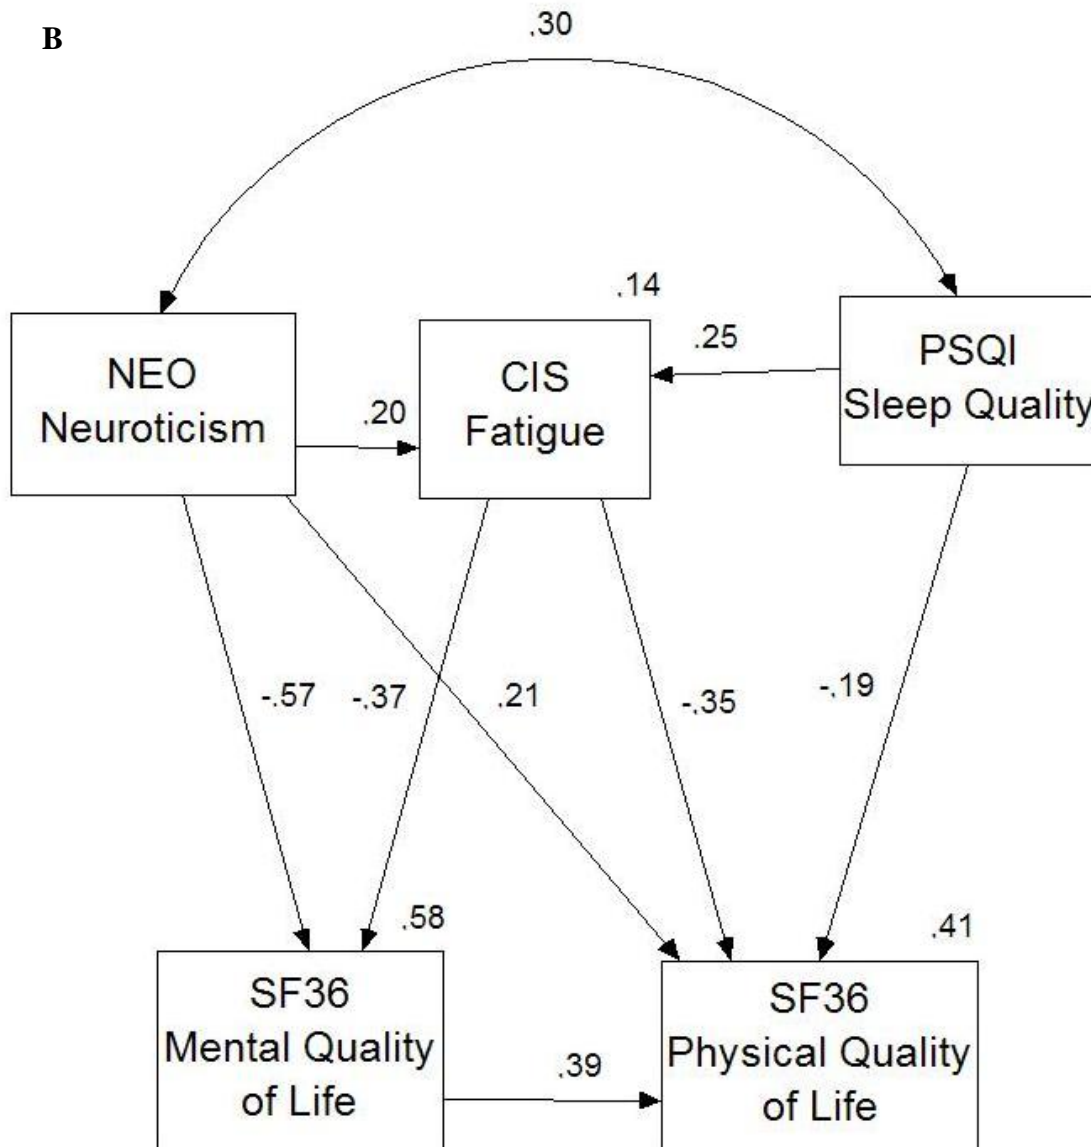 B
.30
.14
NEO
Neuroticism
.20
CIS
Fatigue
.25
PSQI
Sleep Quality
-.57
-.37
.21
-.35
-.19
.58
.41
SF36
Mental Quality
of Life
.39
SF36
Physical Quality
of Life